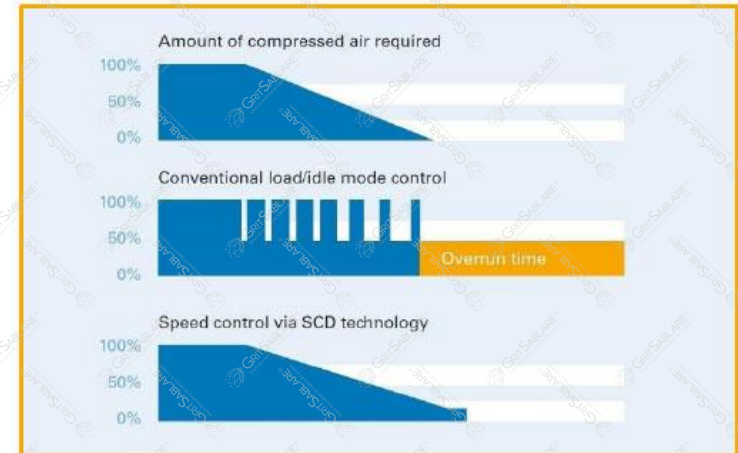 Amount of compressed air required
100%
50%
0%
Conventional load/idle mode control
100%
50%
0%
Overrun time
Speed control via SCD technology
100%
50%
0%